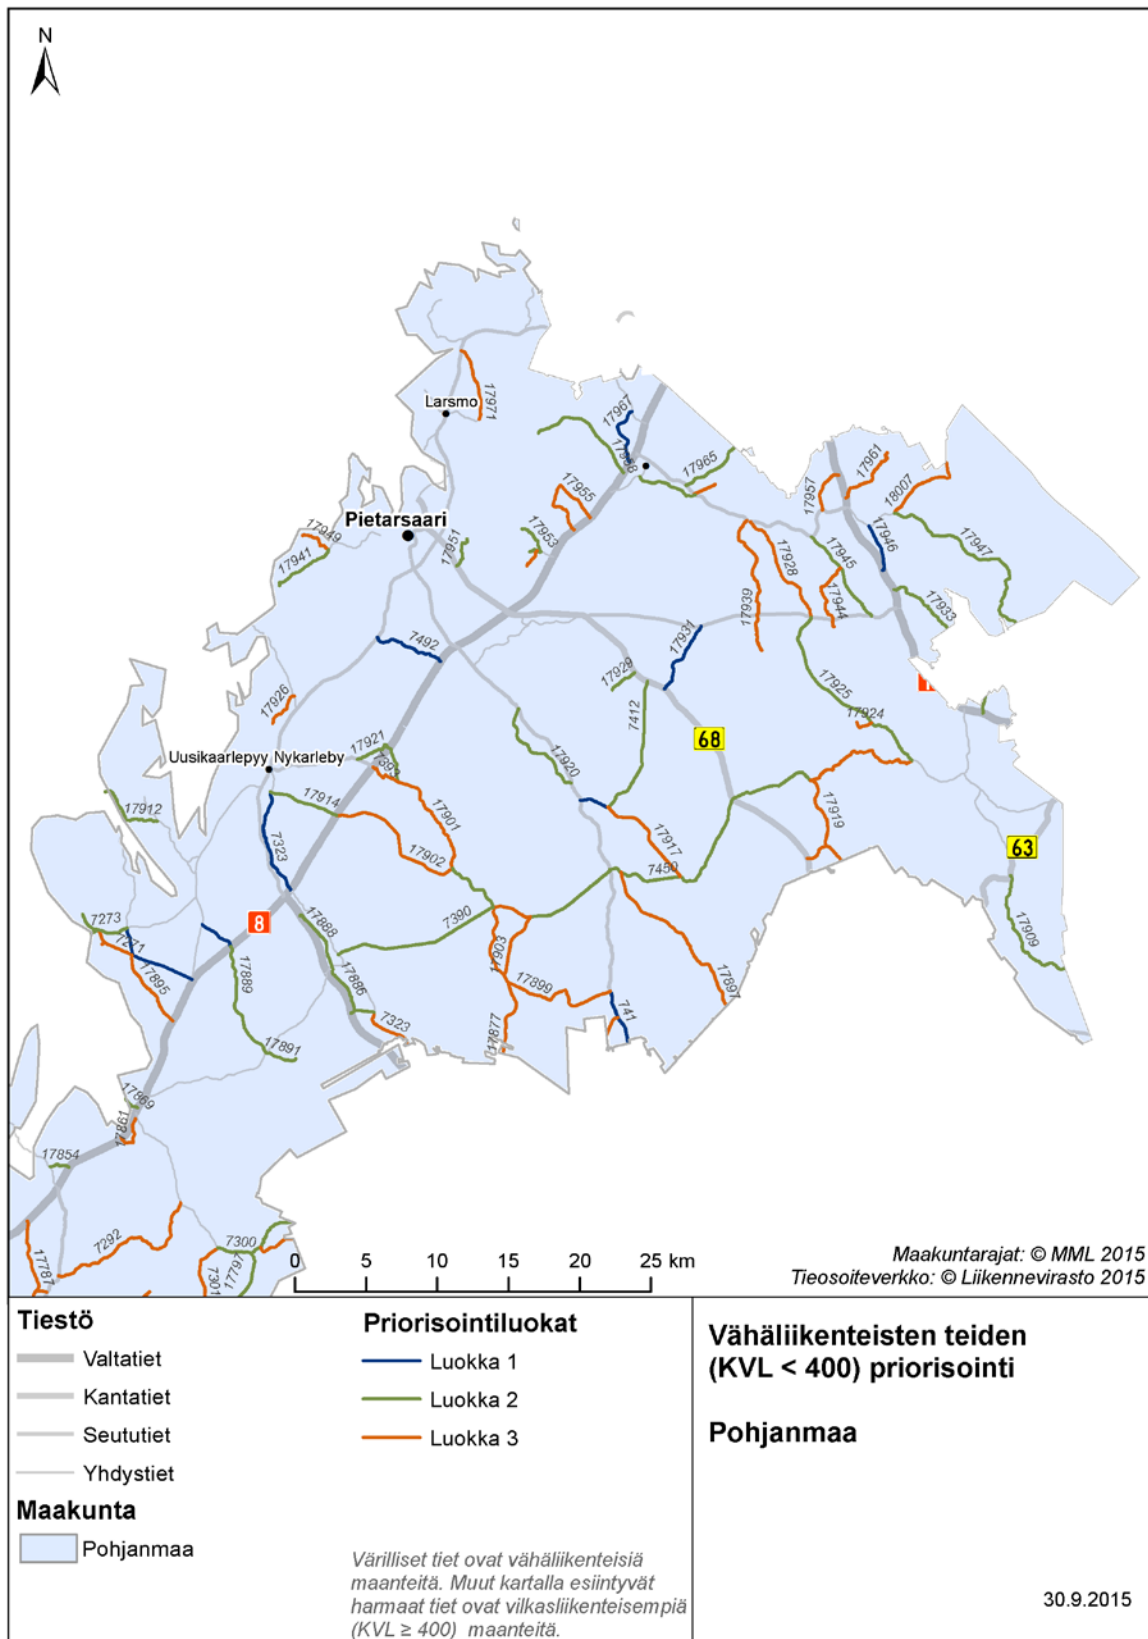 N
17967
Larsmo
17971
17958
17965
17961
17957
18007
17955
Pietarsaari
17949
17951
17953
17946
17947
17941
17928
17945
17939
17944
17933
7492
17931
17929
17925
17926
7412
17924
68
17921
Uusikaarlepyy Nykarleby
17920
17914
17901
17912
7323
17902
17917
17919
7450
63
7273
8
7390
7271
17888
17903
17909
17895
17889
17886
17899
17897
741
7323
17877
17891
17869
17861
17854
7292
7300
17797
7301
17787
0 5 10 15 20 25 km
Maakuntarajat: © MML 2015
Tieosoiteverkko: © Liikennevirasto 2015
Tiestö
Valtatiet
Kantatiet
Seututiet
Yhdystiet
Maakunta
Pohjanmaa
Priorisointiluokat
Luokka 1
Luokka 2
Luokka 3
Värilliset tiet ovat vähäliikenteisiä
maanteitä. Muut kartalla esiintyvät
harmaat tiet ovat vilkasliikenteisempiä
(KVL ≥ 400) maanteitä.
Vähäliikenteisten teiden
(KVL < 400) priorisointi
Pohjanmaa
30.9.2015